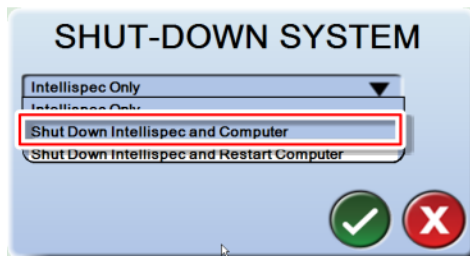 SHUT-DOWN SYSTEM
Intellispec Only
Intellispec Only
Shut Down Intellispec and Computer
Shut Down Intellispec and Restart Computer